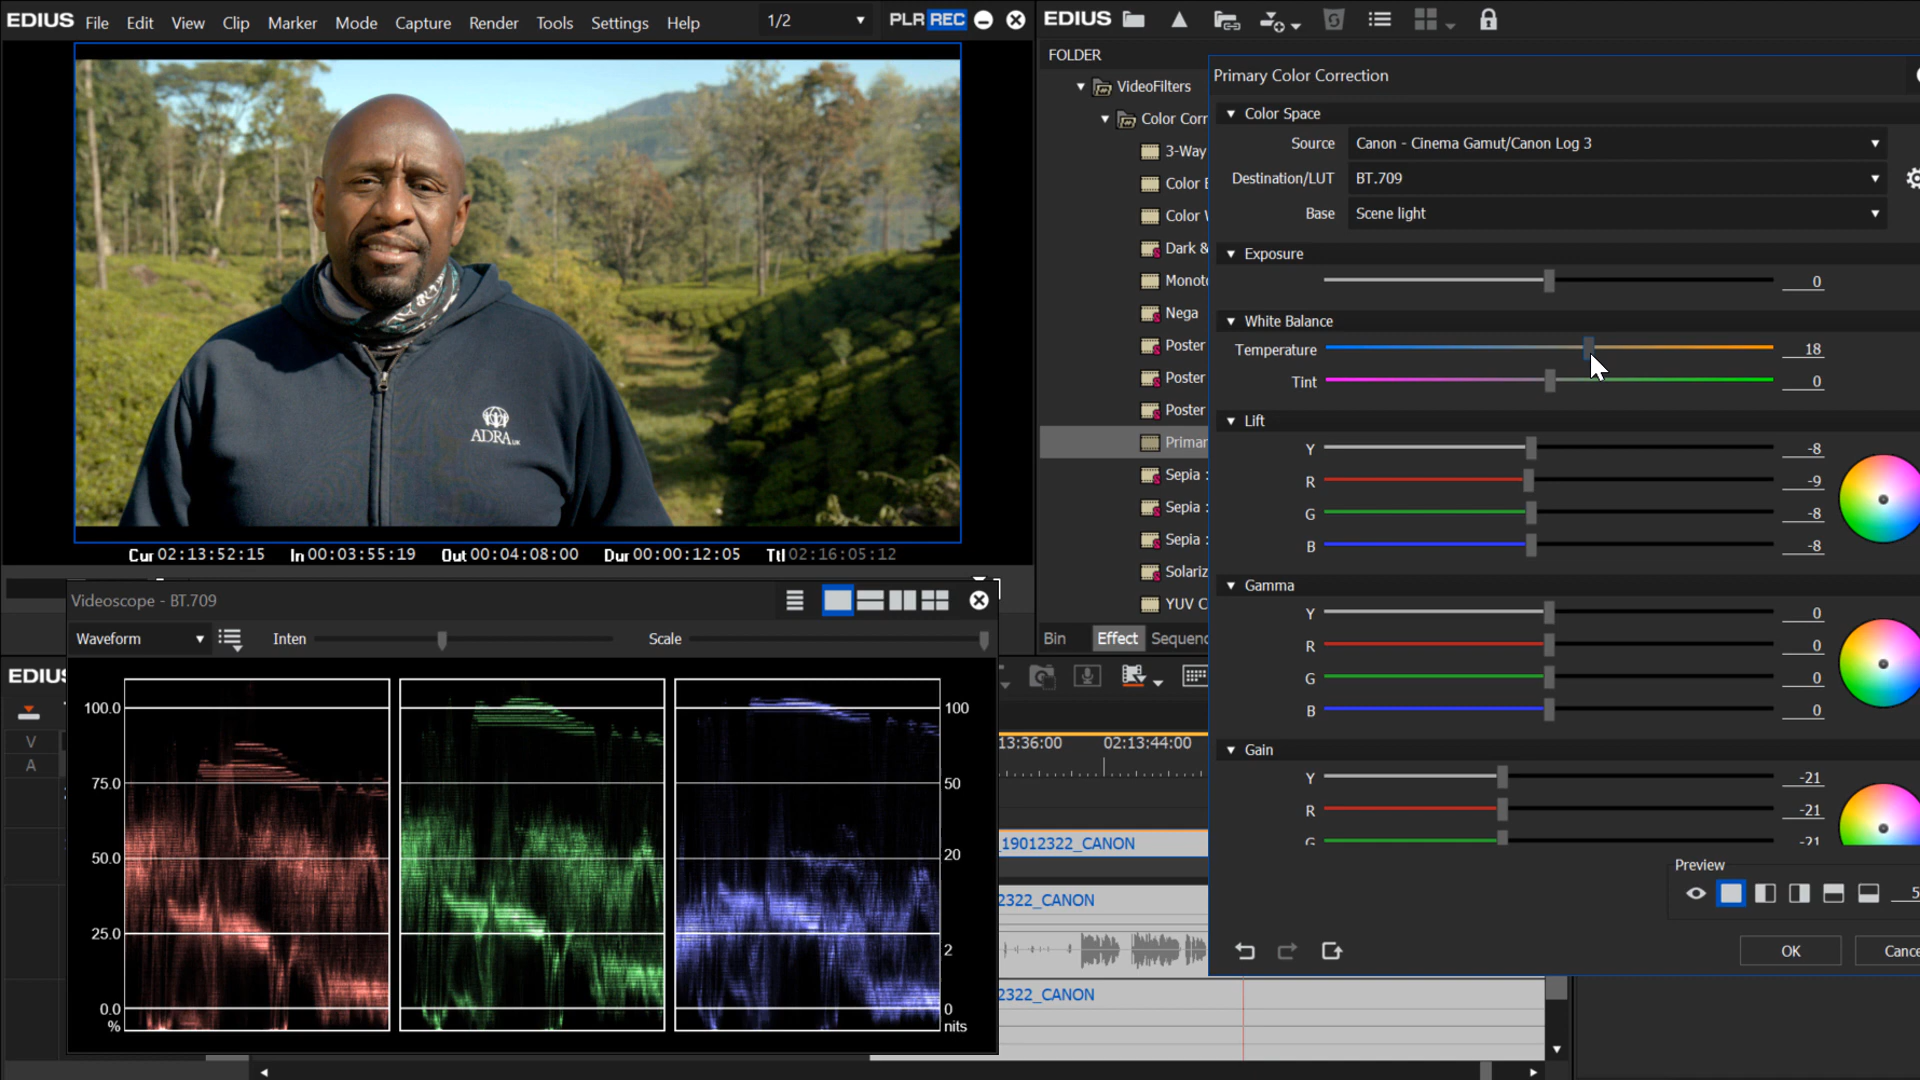 EDIUS File Edit View Clip Marker Mode Capture Render Tools Settings Help 1/2 PLR REC
ADRA UK
Cur 02:13:52:15 In 00:03:55:19 Out 00:04:08:00 Dur 00:00:12:05 Ttl 02:16:05:12
EDIUS
FOLDER
VideoFilters
Color Corr
3-Way
Color
Color
Dark &
Monoto
Nega
Poster
Poster
Poster
Primar
Sepia :
Sepia :
Sepia :
Solariz
YUV C
Bin Effect Sequenc
Primary Color Correction
Color Space
Source Canon - Cinema Gamut/Canon Log 3
Destination/LUT BT.709
Base Scene light
Exposure
0
White Balance
Temperature 18
Tint 0
Lift
Y -8
R -9
G -8
B -8
Gamma
Y 0
R 0
G 0
B 0
Gain
Y -21
R -21
G -21
Preview
5
OK Cance
Videoscope - BT.709
Waveform Inten Scale
100.0 100
75.0 50
50.0 20
25.0 2
0.0 0
% nits
EDIUS
V
A
13:36:00 02:13:44:00
_19012322_CANON
2322_CANON
2322_CANON